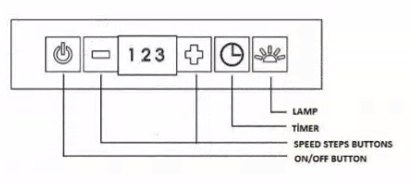 123
LAMP
TİMER
SPEED STEPS BUTTONS
ON/OFF BUTTON